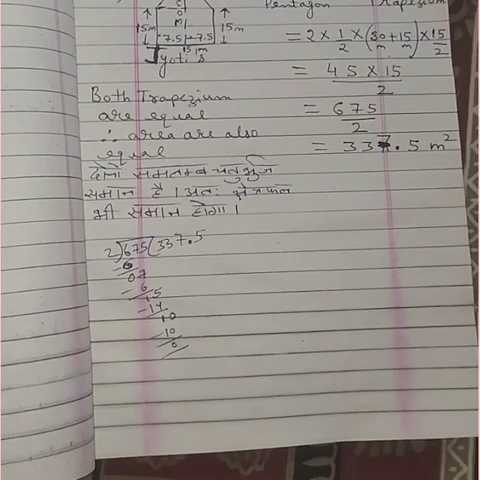 Pentagon Trapezium
15m 15m
7.5 7.5
15m
Jyoti's
= 2 × 1/2 × (30 + 15) × 15/2
m m
= 45 × 15 / 2
Both Trapezium
are equal
= 675 / 2
∴ area are also
equal
= 337.5 m²
दोनो समलम्ब चतुर्भुज
समान है । अतः क्षेत्रफल
भी समान होगा ।
2)675(337.5
6
07
- 6
15
- 14
10
10
0